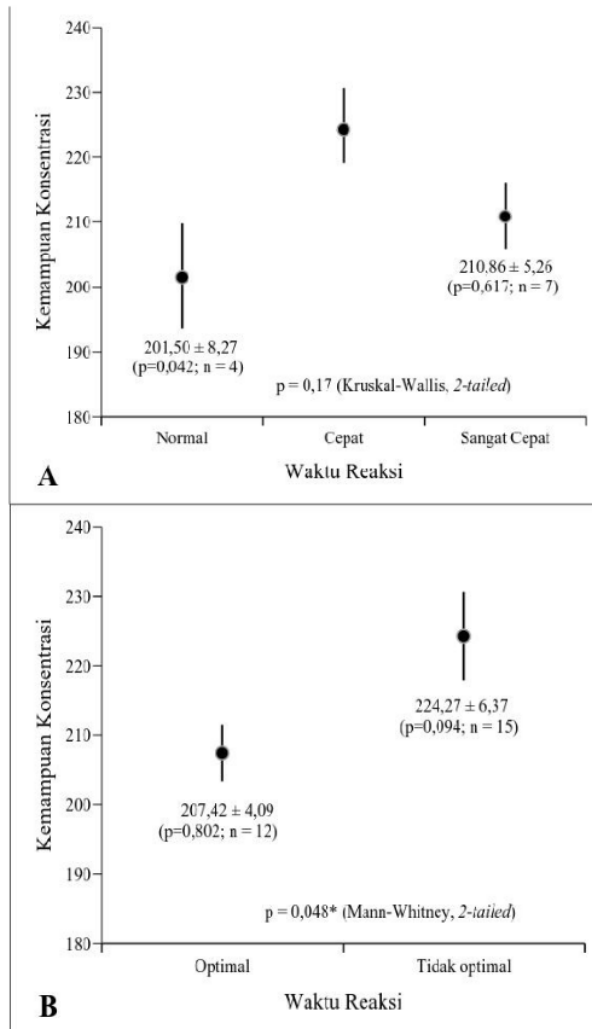 240
230
220
210
200
190
180
Kemampuan Konsentrasi
201,50 ± 8,27
(p=0,042; n = 4)
210.86 ± 5,26
(p=0,617; n = 7)
p = 0,17 (Kruskal-Wallis, 2-tailed)
Normal
Cepat
Sangat Cepat
Waktu Reaksi
A
240
230
220
210
200
190
180
Kemampuan Konsentrasi
207,42 ± 4,09
(p=0,802; n = 12)
224,27 ± 6,37
(p=0,094; n = 15)
p = 0,048* (Mann-Whitney, 2-tailed)
Optimal
Tidak optimal
Waktu Reaksi
B